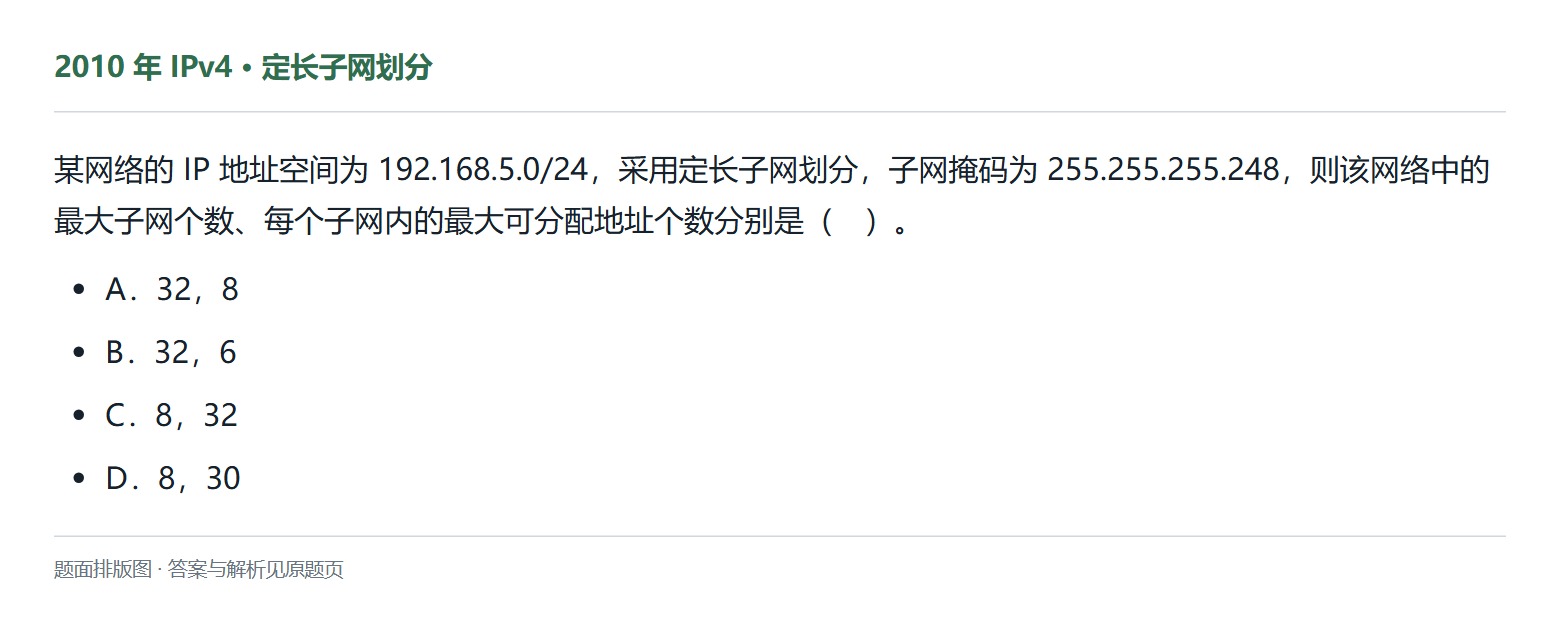 2010 年 IPv4 • 定长子网划分
某网络的 IP 地址空间为 192.168.5.0/24，采用定长子网划分，子网掩码为 255.255.255.248，则该网络中的
最大子网个数、每个子网内的最大可分配地址个数分别是（　）。
• A．32，8
• B．32，6
• C．8，32
• D．8，30
题面排版图 · 答案与解析见原题页